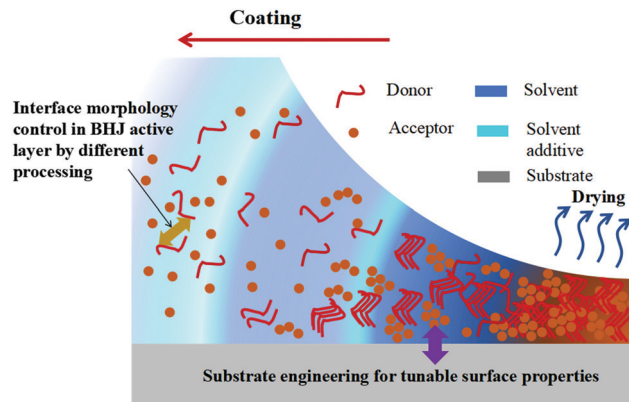 Coating
Interface morphology
control in BHJ active
layer by different
processing
Donor
Solvent
Acceptor
Solvent
additive
Substrate
Drying
Substrate engineering for tunable surface properties